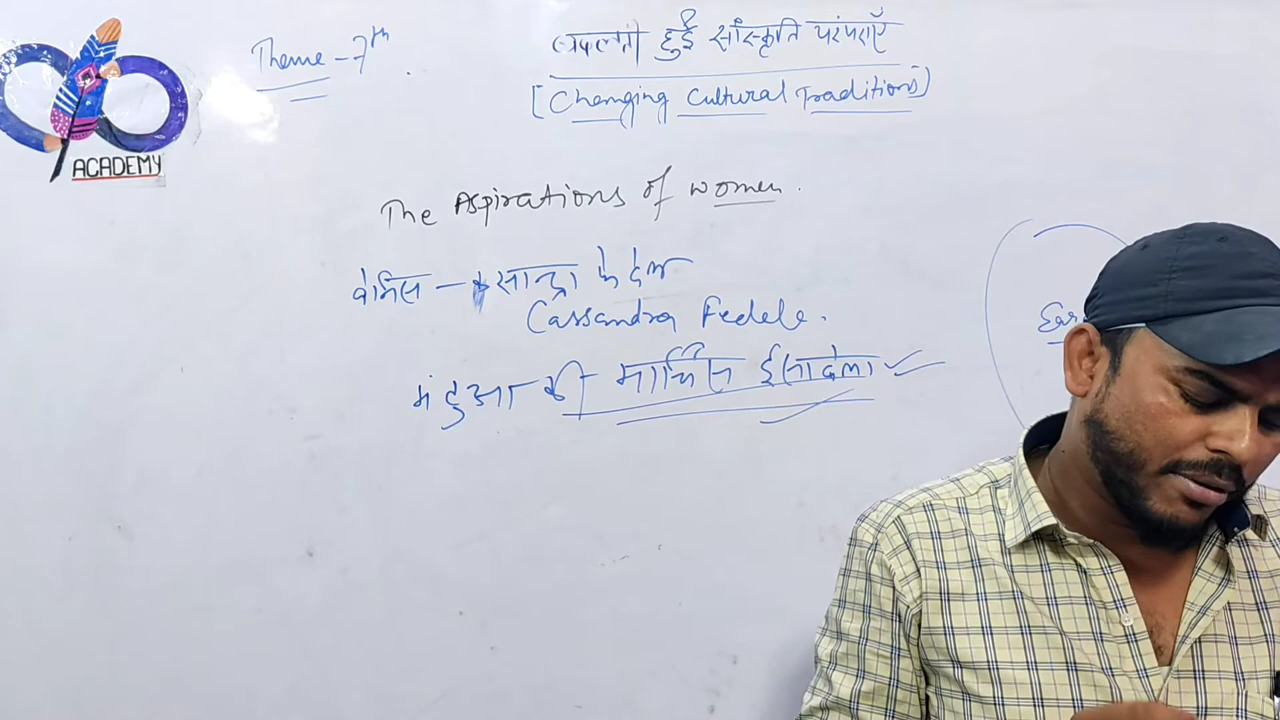 ACADEMY
Theme - 7th
बदलती हुई सांस्कृति परंपराएँ
[Changing Cultural Traditions]
The Aspirations of women.
वेनिस - कसान्द्रा फेदेल
Cassandra Fedele.
मंटुआ की मार्चिसा ईसाबेला